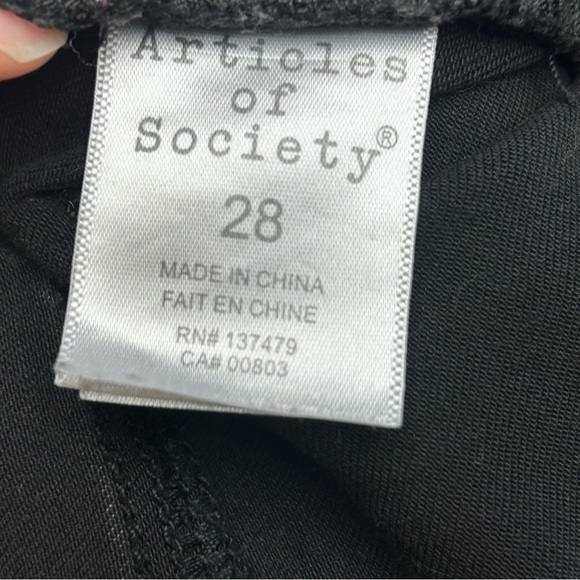 Articles
of
Society®
28
MADE IN CHINA
FAIT EN CHINE
RN# 137479
CA# 00803